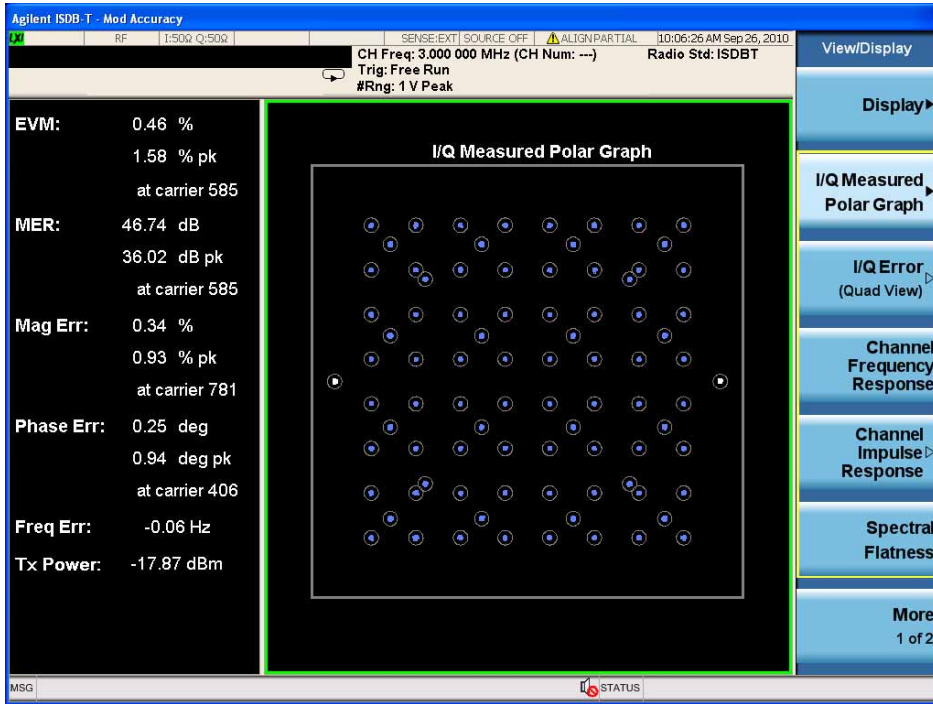 Agilent ISDB-T - Mod Accuracy
LXI RF I:50Ω Q:50Ω SENSE:EXT SOURCE OFF ALIGN PARTIAL 10:06:26 AM Sep 26, 2010
CH Freq: 3.000 000 MHz (CH Num: ---) Radio Std: ISDBT
Trig: Free Run
#Rng: 1 V Peak
EVM: 0.46 %
1.58 % pk
at carrier 585
MER: 46.74 dB
36.02 dB pk
at carrier 585
Mag Err: 0.34 %
0.93 % pk
at carrier 781
Phase Err: 0.25 deg
0.94 deg pk
at carrier 406
Freq Err: -0.06 Hz
Tx Power: -17.87 dBm
I/Q Measured Polar Graph
View/Display
Display
I/Q Measured
Polar Graph
I/Q Error
(Quad View)
Channel
Frequency
Response
Channel
Impulse
Response
Spectral
Flatness
More
1 of 2
MSG STATUS